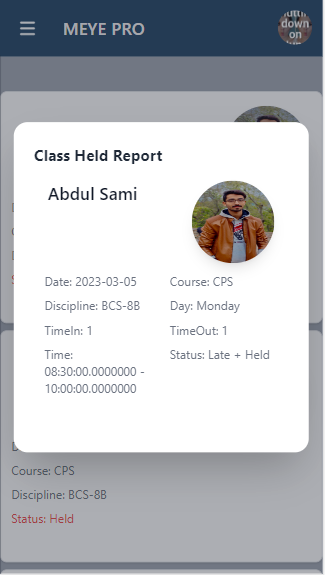 MEYE PRO
down
on
Class Held Report
Abdul Sami
Date: 2023-03-05
Course: CPS
Discipline: BCS-8B
Day: Monday
TimeIn: 1
TimeOut: 1
Time:
08:30:00.0000000 -
10:00:00.0000000
Status: Late + Held
Course: CPS
Discipline: BCS-8B
Status: Held